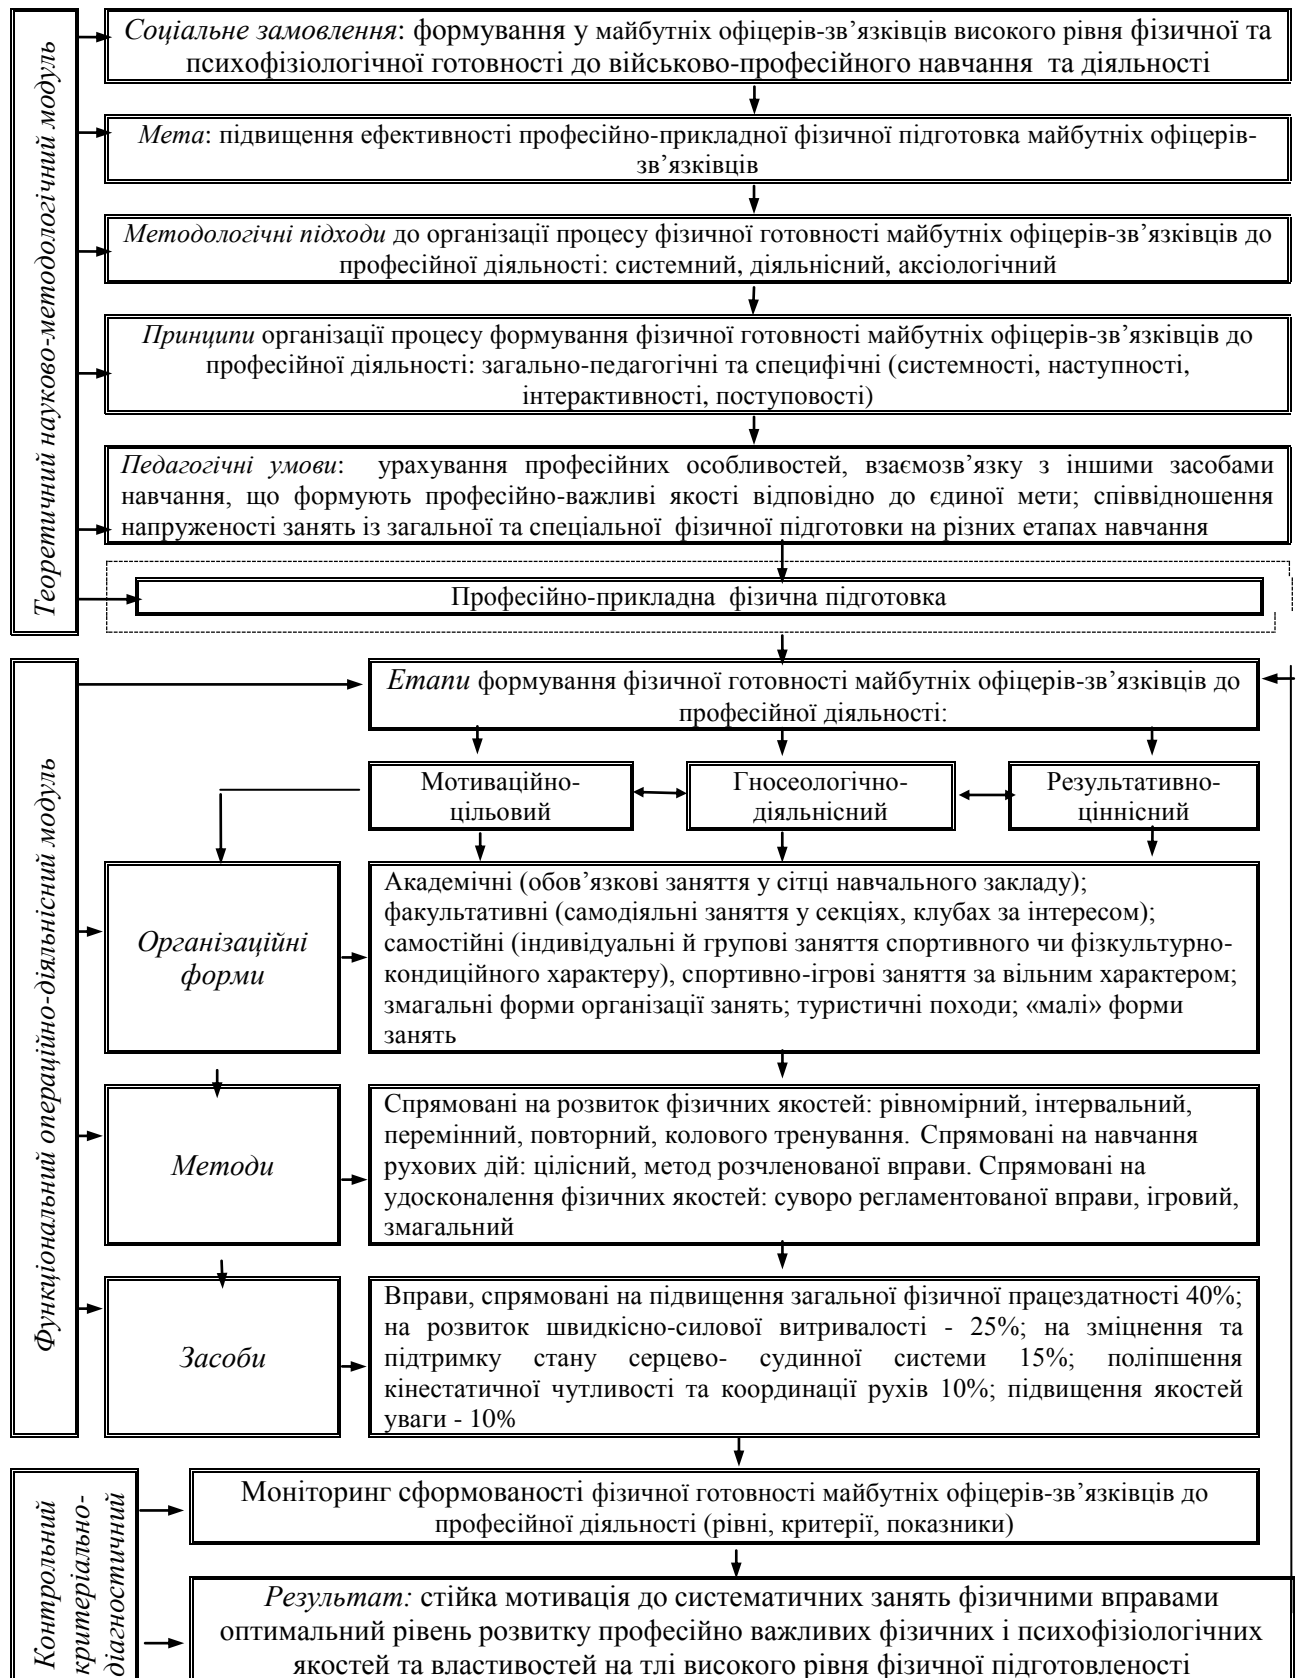 Теоретичний науково-методологічний модуль
Соціальне замовлення: формування у майбутніх офіцерів-зв’язківців високого рівня фізичної та
психофізіологічної готовності до військово-професійного навчання та діяльності
Мета: підвищення ефективності професійно-прикладної фізичної підготовка майбутніх офіцерів-
зв’язківців
Методологічні підходи до організації процесу фізичної готовності майбутніх офіцерів-зв’язківців до
професійної діяльності: системний, діяльнісний, аксіологічний
Принципи організації процесу формування фізичної готовності майбутніх офіцерів-зв’язківців до
професійної діяльності: загально-педагогічні та специфічні (системності, наступності,
інтерактивності, поступовості)
Педагогічні умови: урахування професійних особливостей, взаємозв’язку з іншими засобами
навчання, що формують професійно-важливі якості відповідно до єдиної мети; співвідношення
напруженості занять із загальної та спеціальної фізичної підготовки на різних етапах навчання
Професійно-прикладна фізична підготовка
Функціональний операційно-діяльнісний модуль
Етапи формування фізичної готовності майбутніх офіцерів-зв’язківців до
професійної діяльності:
Мотиваційно-
цільовий
Гносеологічно-
діяльнісний
Результативно-
ціннісний
Організаційні
форми
Академічні (обов’язкові заняття у сітці навчального закладу);
факультативні (самодіяльні заняття у секціях, клубах за інтересом);
самостійні (індивідуальні й групові заняття спортивного чи фізкультурно-
кондиційного характеру), спортивно-ігрові заняття за вільним характером;
змагальні форми організації занять; туристичні походи; «малі» форми
занять
Методи
Спрямовані на розвиток фізичних якостей: рівномірний, інтервальний,
перемінний, повторний, колового тренування. Спрямовані на навчання
рухових дій: цілісний, метод розчленованої вправи. Спрямовані на
удосконалення фізичних якостей: суворо регламентованої вправи, ігровий,
змагальний
Засоби
Вправи, спрямовані на підвищення загальної фізичної працездатності 40%;
на розвиток швидкісно-силової витривалості - 25%; на зміцнення та
підтримку стану серцево- судинної системи 15%; поліпшення
кінестатичної чутливості та координації рухів 10%; підвищення якостей
уваги - 10%
Контрольний
критеріально-
діагностичний
Моніторинг сформованості фізичної готовності майбутніх офіцерів-зв’язківців до
професійної діяльності (рівні, критерії, показники)
Результат: стійка мотивація до систематичних занять фізичними вправами
оптимальний рівень розвитку професійно важливих фізичних і психофізіологічних
якостей та властивостей на тлі високого рівня фізичної підготовленості